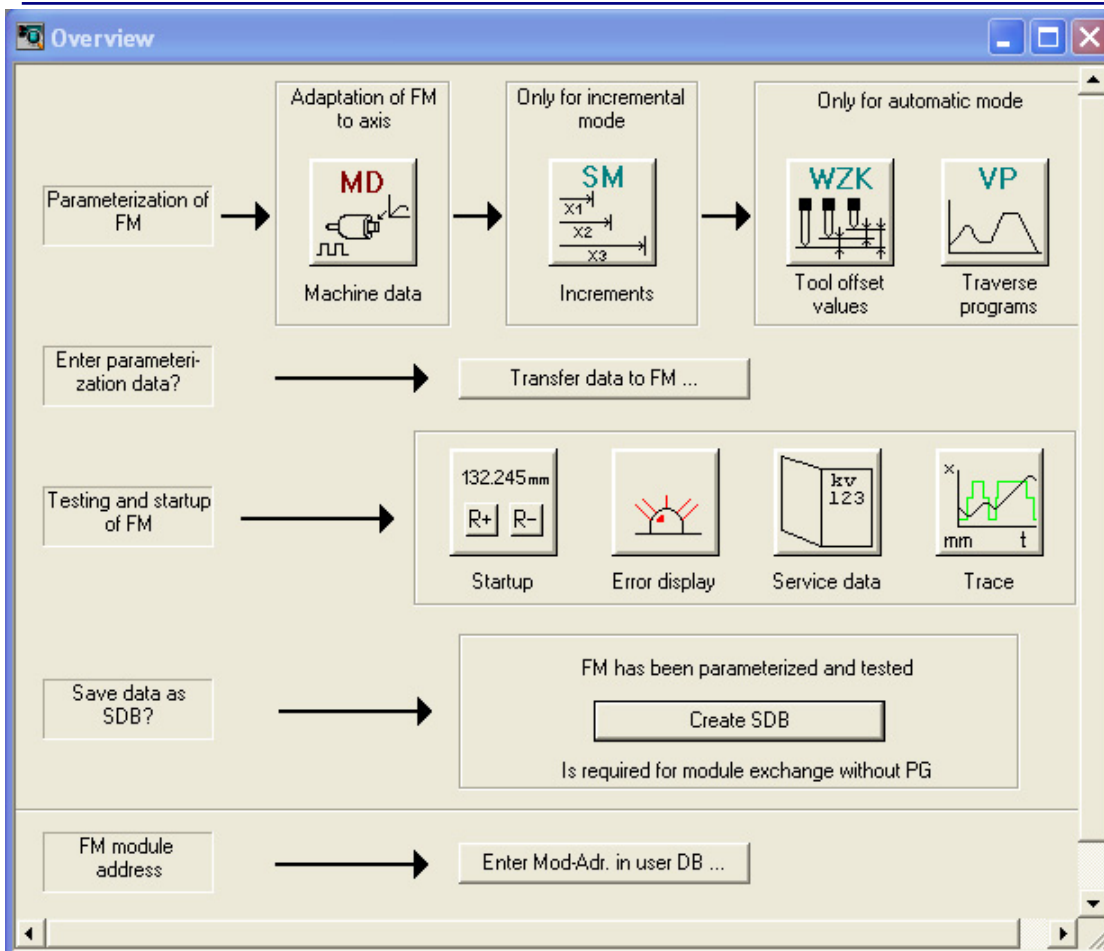 Overview
Adaptation of FM
to axis
Only for incremental
mode
Only for automatic mode
Parameterization of
FM
MD
SM
X1
X2
X3
WZK
VP
Machine data
Increments
Tool offset
values
Traverse
programs
Enter parameteri-
zation data?
Transfer data to FM ...
Testing and startup
of FM
132.245mm
R+ R-
kv
123
x
mm t
Startup
Error display
Service data
Trace
Save data as
SDB?
FM has been parameterized and tested
Create SDB
Is required for module exchange without PG
FM module
address
Enter Mod-Adr. in user DB ...